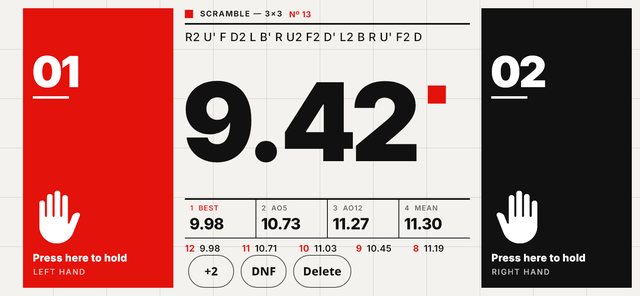 01
Press here to hold
LEFT HAND
SCRAMBLE — 3×3 Nº 13
R2 U' F D2 L B' R U2 F2 D' L2 B R U' F2 D
9.42
1 BEST 2 AO5 3 AO12 4 MEAN
9.98 10.73 11.27 11.30
12 9.98 11 10.71 10 11.03 9 10.45 8 11.19
+2 DNF Delete
02
Press here to hold
RIGHT HAND